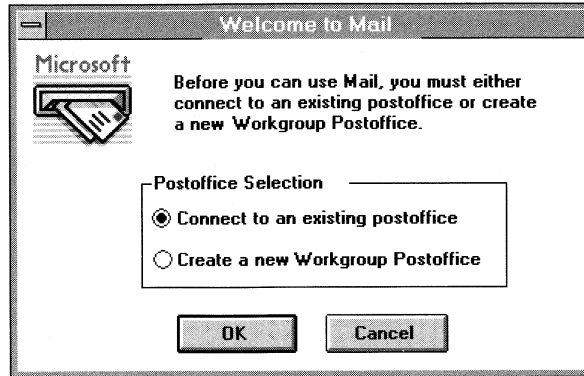 Welcome to Mail
Microsoft
Before you can use Mail, you must either
connect to an existing postoffice or create
a new Workgroup Postoffice.
Postoffice Selection
Connect to an existing postoffice
Create a new Workgroup Postoffice
OK
Cancel